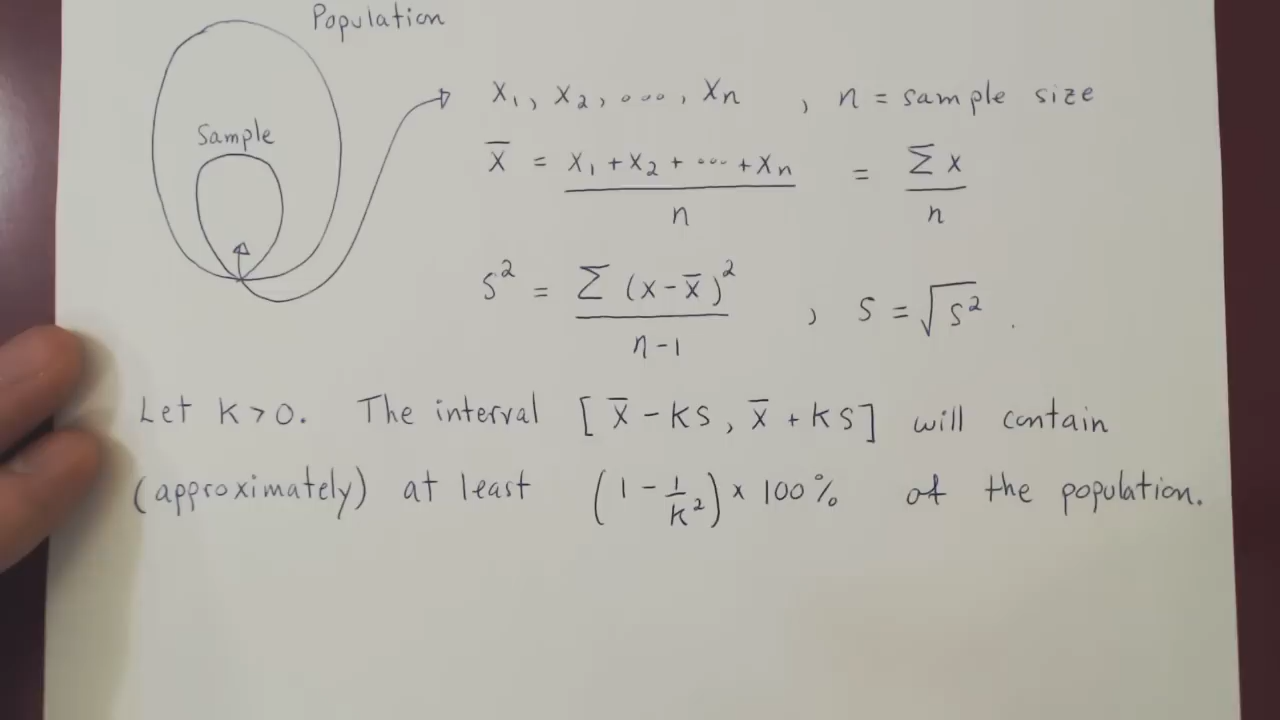 Population
Sample
x₁, x₂, ...., xₙ , n = sample size
x̄ = (x₁ + x₂ + ... + xₙ)/n = Σx/n
s² = Σ(x-x̄)²/(n-1) , s = √s² .
Let k > 0. The interval [x̄ - ks, x̄ + ks] will contain
(approximately) at least (1 - 1/k²) × 100% of the population.